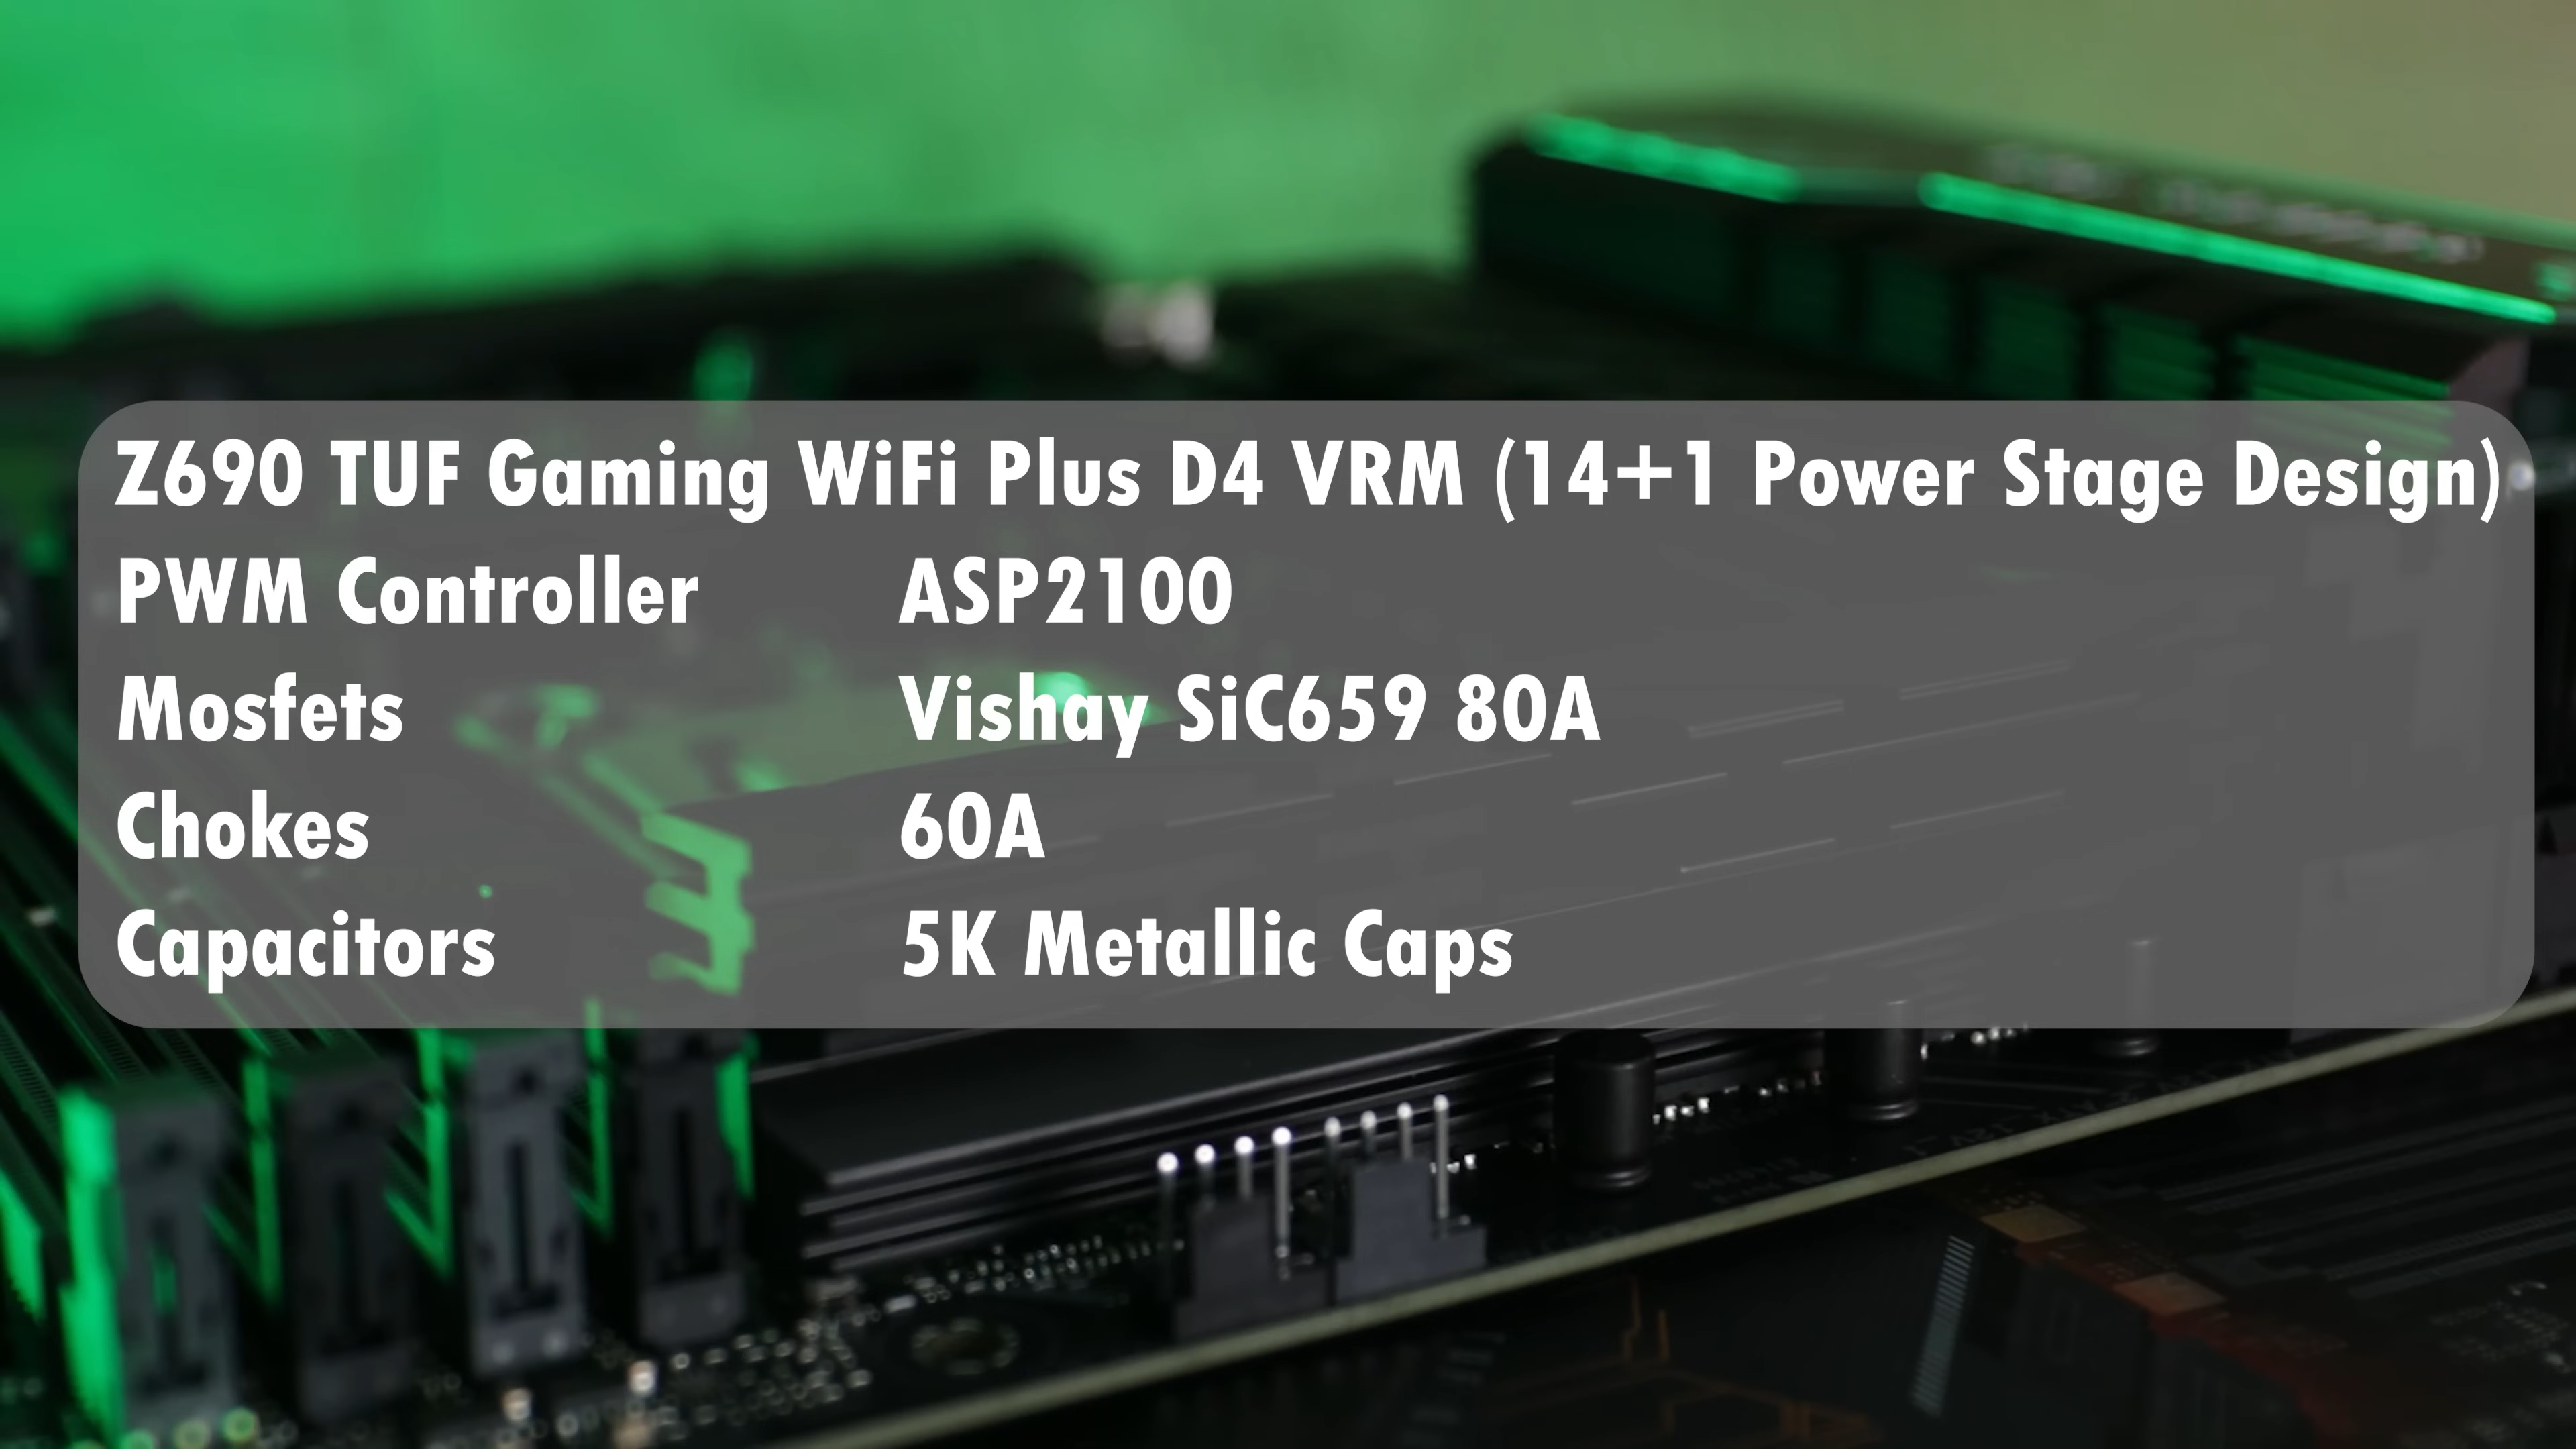 Z690 TUF Gaming WiFi Plus D4 VRM (14+1 Power Stage Design)
PWM Controller ASP2100
Mosfets Vishay SiC659 80A
Chokes 60A
Capacitors 5K Metallic Caps